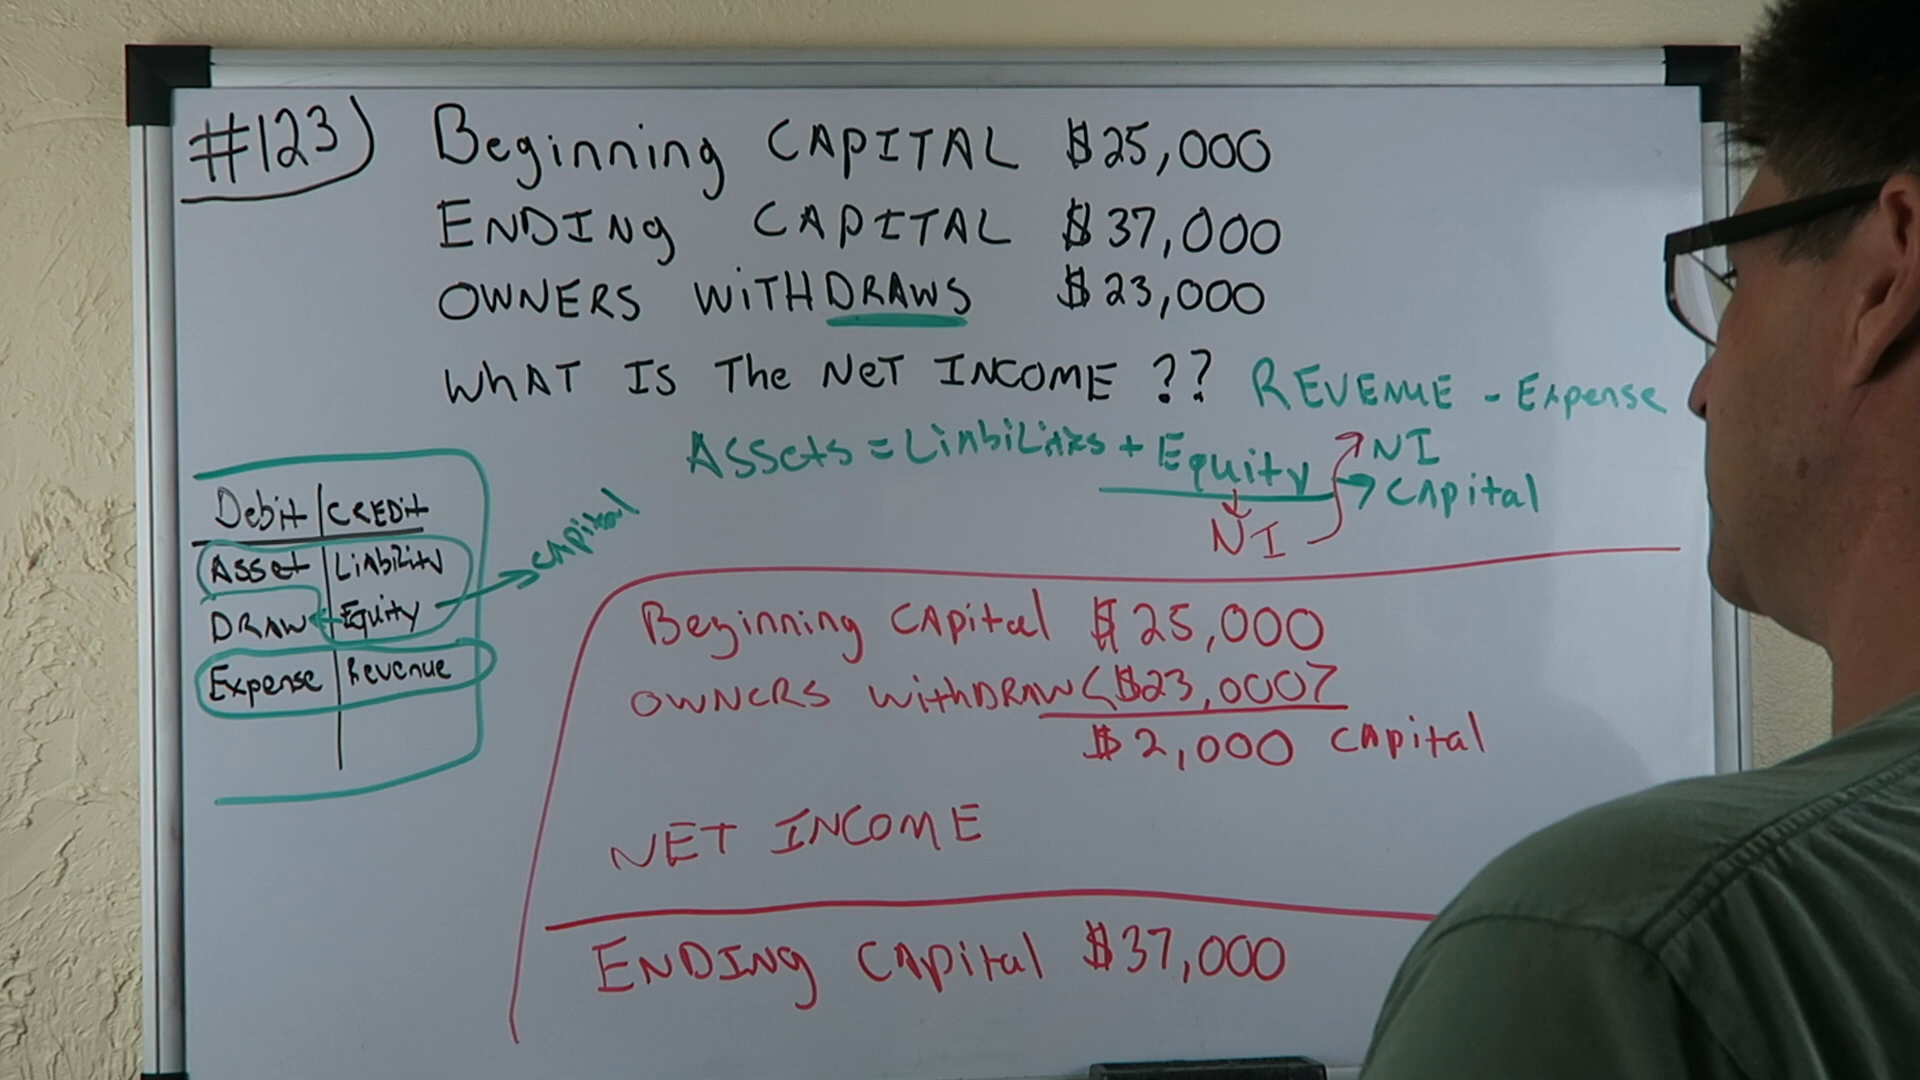 #123) Beginning CAPITAL $25,000
ENDINg CAPITAL $37,000
OWNERS WiTHDRAWS $23,000
WhAT IS The NeT INCOME ?? REVENUE - Expense
Assets = Liabilities + Equity
NI
CApital
NI
Debit | CREDit
Asset | Liability
DRAW Equity
CApital
Expense | Revenue
Beginning CApital $25,000
OWNERS WithDRAW <$23,000>
$2,000 CApital
NET INCOME
ENDINg CApital $37,000